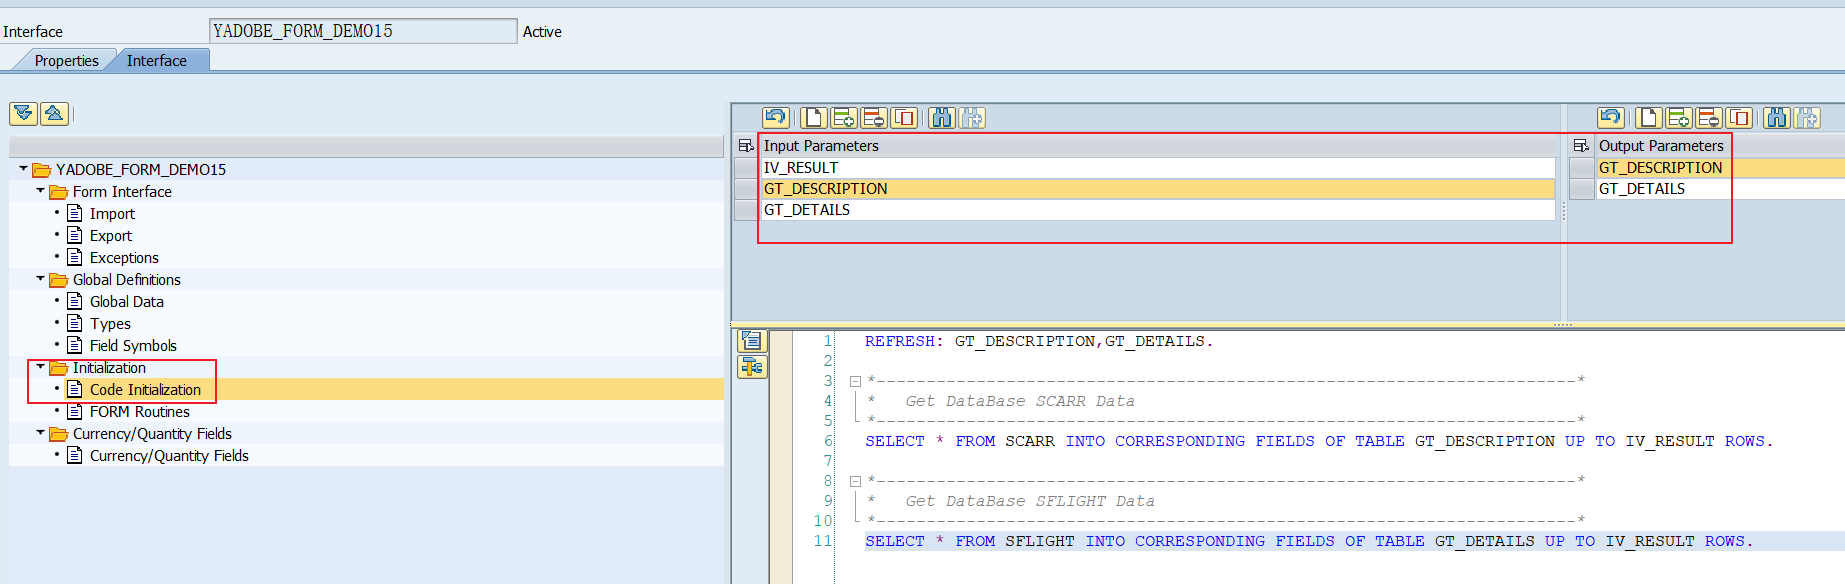 Interface YADOBE_FORM_DEMO15 Active
Properties Interface
YADOBE_FORM_DEMO15
Form Interface
Import
Export
Exceptions
Global Definitions
Global Data
Types
Field Symbols
Initialization
Code Initialization
FORM Routines
Currency/Quantity Fields
Currency/Quantity Fields
Input Parameters
IV_RESULT
GT_DESCRIPTION
GT_DETAILS
Output Parameters
GT_DESCRIPTION
GT_DETAILS
1 REFRESH: GT_DESCRIPTION,GT_DETAILS.
2
3 *----------------------------------------------------------------------*
4 *   Get DataBase SCARR Data
5 *----------------------------------------------------------------------*
6 SELECT * FROM SCARR INTO CORRESPONDING FIELDS OF TABLE GT_DESCRIPTION UP TO IV_RESULT ROWS.
7
8 *----------------------------------------------------------------------*
9 *   Get DataBase SFLIGHT Data
10 *----------------------------------------------------------------------*
11 SELECT * FROM SFLIGHT INTO CORRESPONDING FIELDS OF TABLE GT_DETAILS UP TO IV_RESULT ROWS.